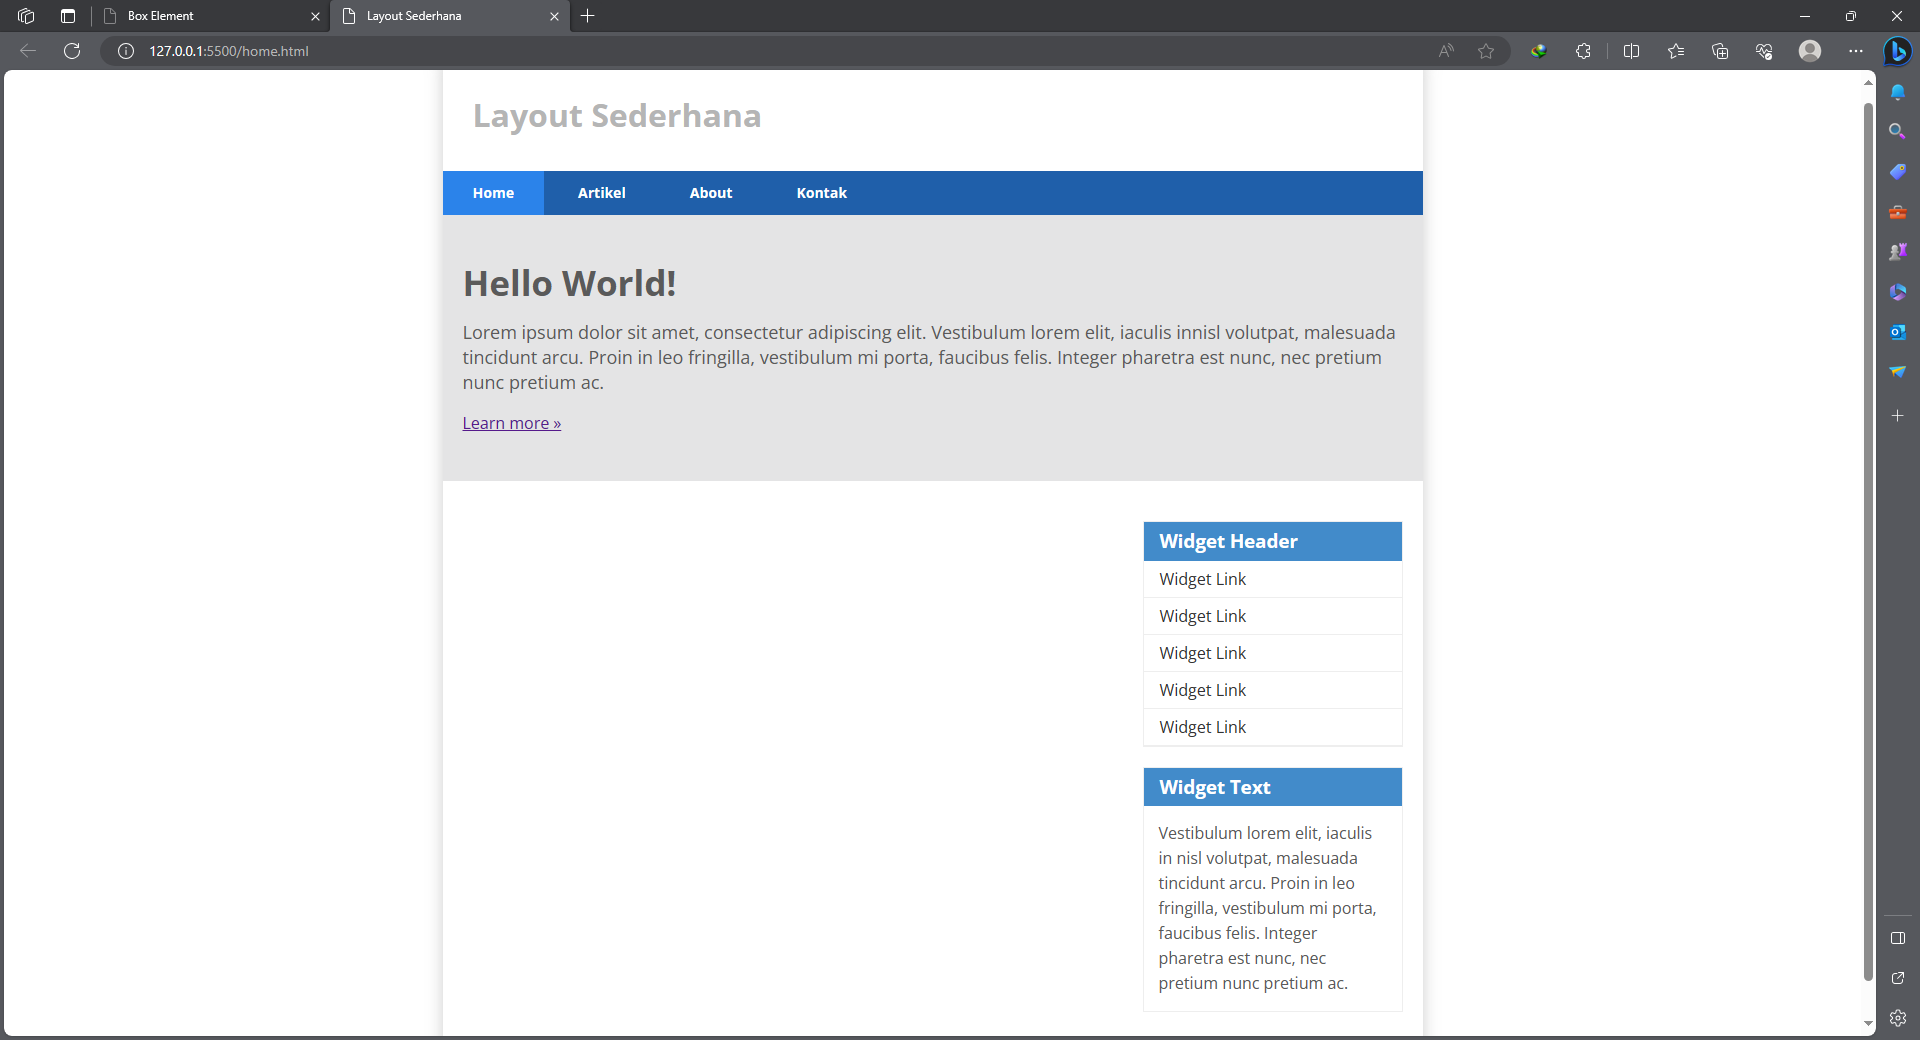 Box Element
Layout Sederhana
127.0.0.1:5500/home.html
Layout Sederhana
Home Artikel About Kontak
Hello World!
Lorem ipsum dolor sit amet, consectetur adipiscing elit. Vestibulum lorem elit, iaculis innisl volutpat, malesuada
tincidunt arcu. Proin in leo fringilla, vestibulum mi porta, faucibus felis. Integer pharetra est nunc, nec pretium
nunc pretium ac.
Learn more »
Widget Header
Widget Link
Widget Link
Widget Link
Widget Link
Widget Link
Widget Text
Vestibulum lorem elit, iaculis
in nisl volutpat, malesuada
tincidunt arcu. Proin in leo
fringilla, vestibulum mi porta,
faucibus felis. Integer
pharetra est nunc, nec
pretium nunc pretium ac.